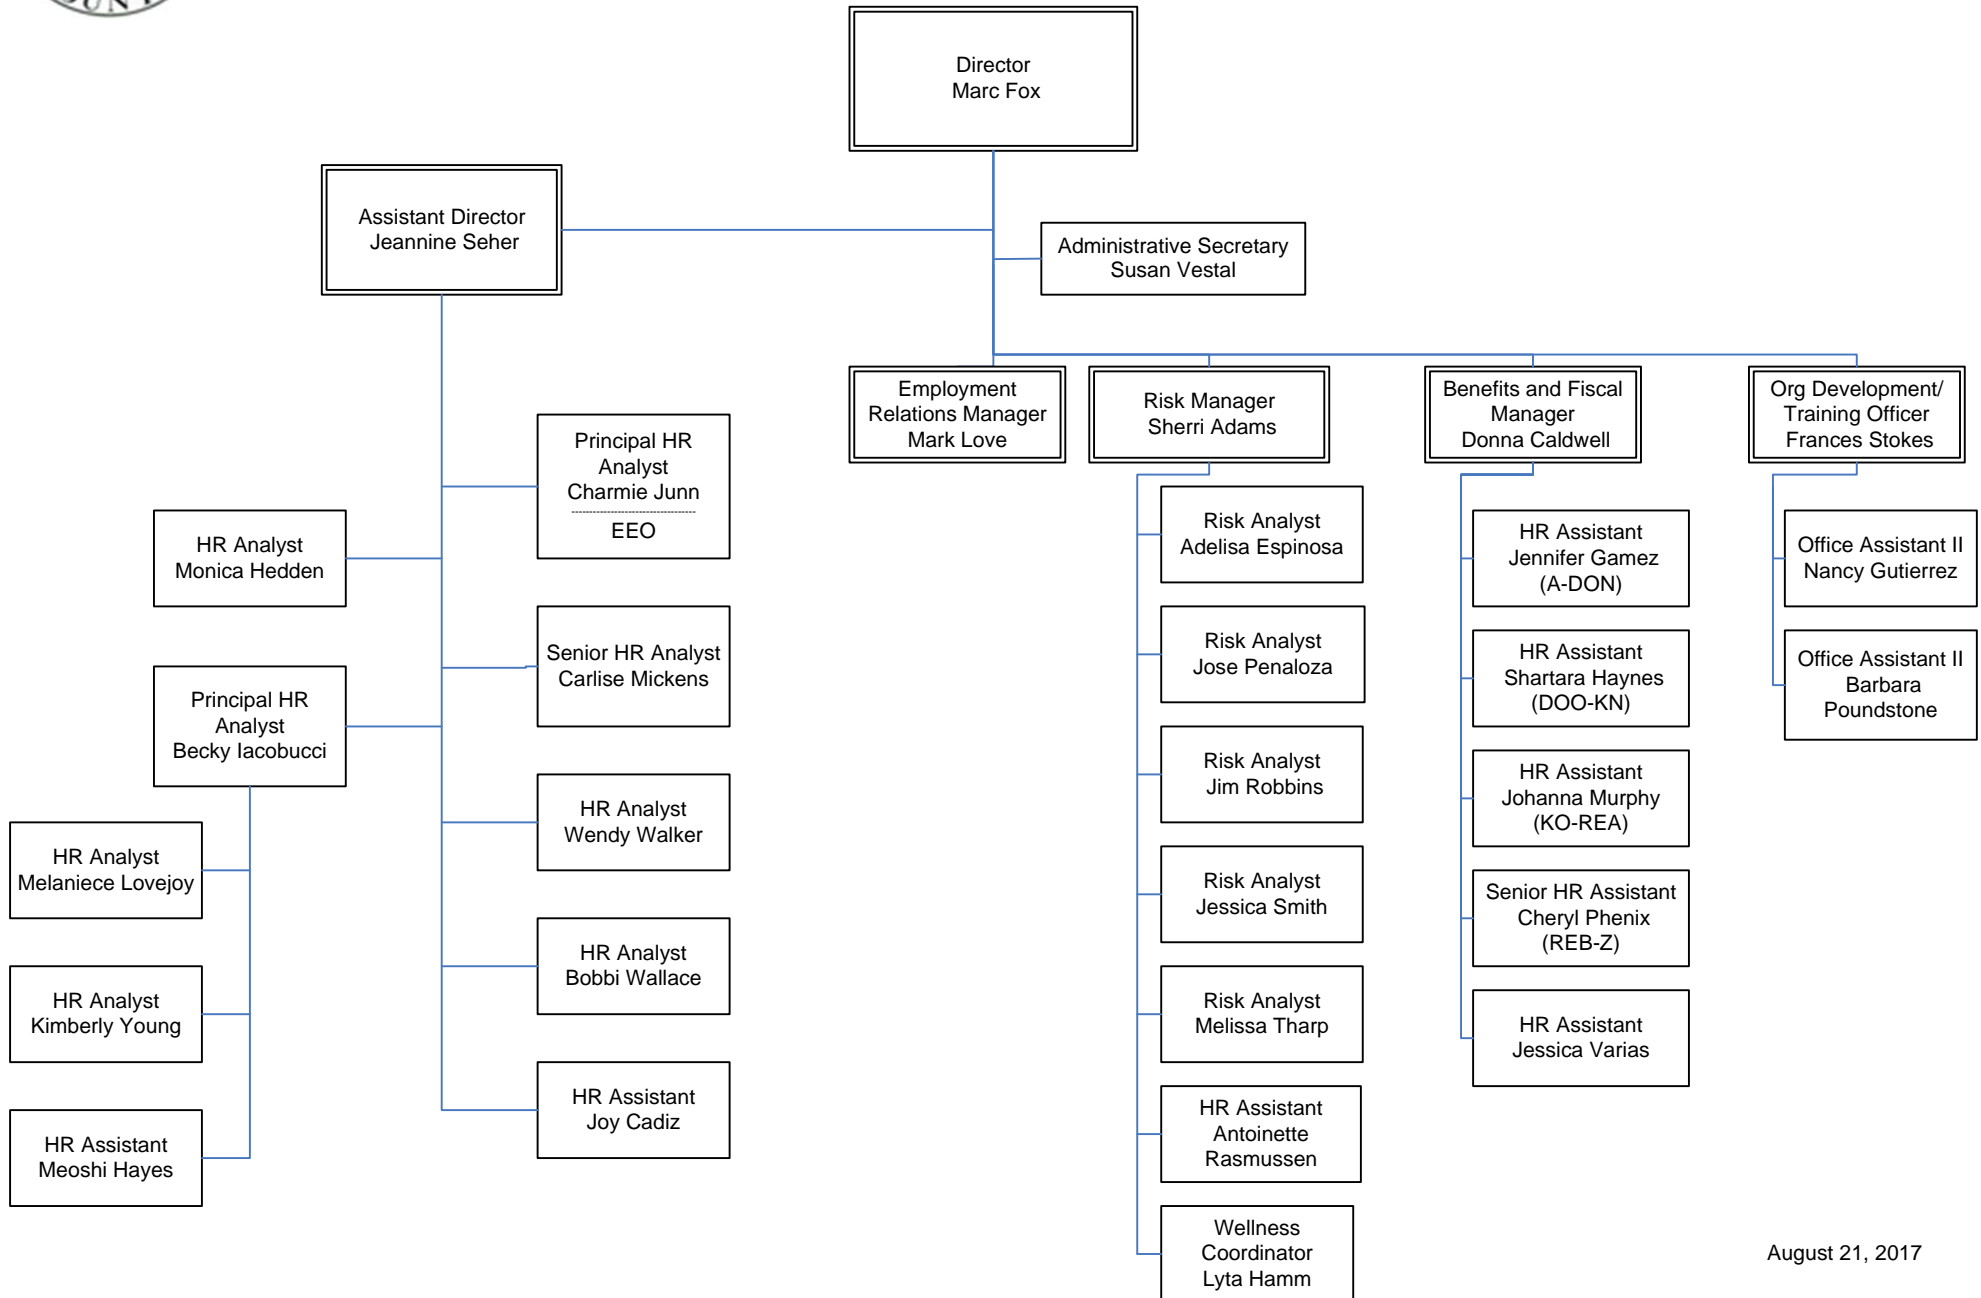 Director
Marc Fox
Assistant Director
Jeannine Seher
Administrative Secretary
Susan Vestal
Employment
Relations Manager
Mark Love
Risk Manager
Sherri Adams
Benefits and Fiscal
Manager
Donna Caldwell
Org Development/
Training Officer
Frances Stokes
Principal HR
Analyst
Charmie Junn
EEO
HR Analyst
Monica Hedden
Senior HR Analyst
Carlise Mickens
Principal HR
Analyst
Becky Iacobucci
HR Analyst
Wendy Walker
HR Analyst
Melaniece Lovejoy
HR Analyst
Bobbi Wallace
HR Analyst
Kimberly Young
HR Assistant
Joy Cadiz
HR Assistant
Meoshi Hayes
Risk Analyst
Adelisa Espinosa
Risk Analyst
Jose Penaloza
Risk Analyst
Jim Robbins
Risk Analyst
Jessica Smith
Risk Analyst
Melissa Tharp
HR Assistant
Antoinette
Rasmussen
Wellness
Coordinator
Lyta Hamm
HR Assistant
Jennifer Gamez
(A-DON)
HR Assistant
Shartara Haynes
(DOO-KN)
HR Assistant
Johanna Murphy
(KO-REA)
Senior HR Assistant
Cheryl Phenix
(REB-Z)
HR Assistant
Jessica Varias
Office Assistant II
Nancy Gutierrez
Office Assistant II
Barbara
Poundstone
August 21, 2017